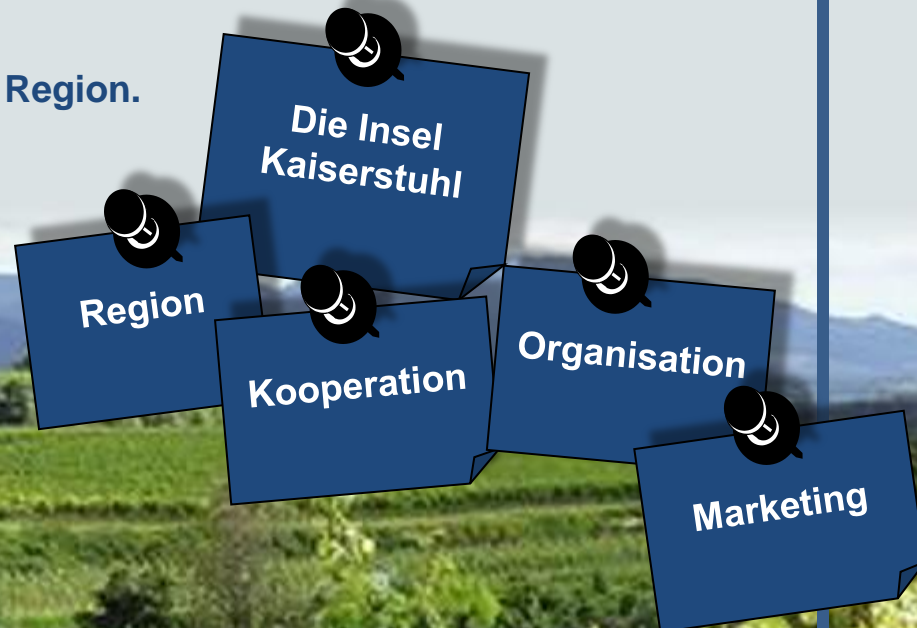 Region.
Die Insel
Kaiserstuhl
Region
Kooperation
Organisation
Marketing